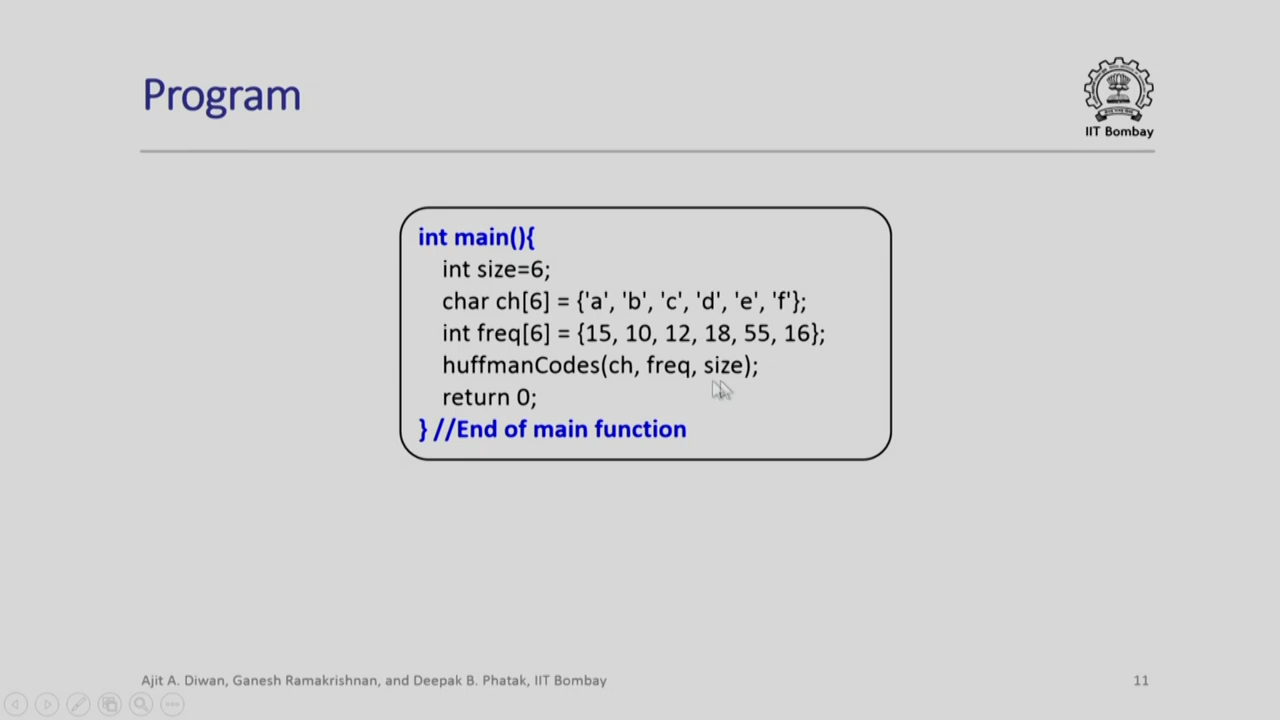 Program
IIT Bombay
int main(){
int size=6;
char ch[6] = {'a', 'b', 'c', 'd', 'e', 'f'};
int freq[6] = {15, 10, 12, 18, 55, 16};
huffmanCodes(ch, freq, size);
return 0;
} //End of main function
Ajit A. Diwan, Ganesh Ramakrishnan, and Deepak B. Phatak, IIT Bombay
11